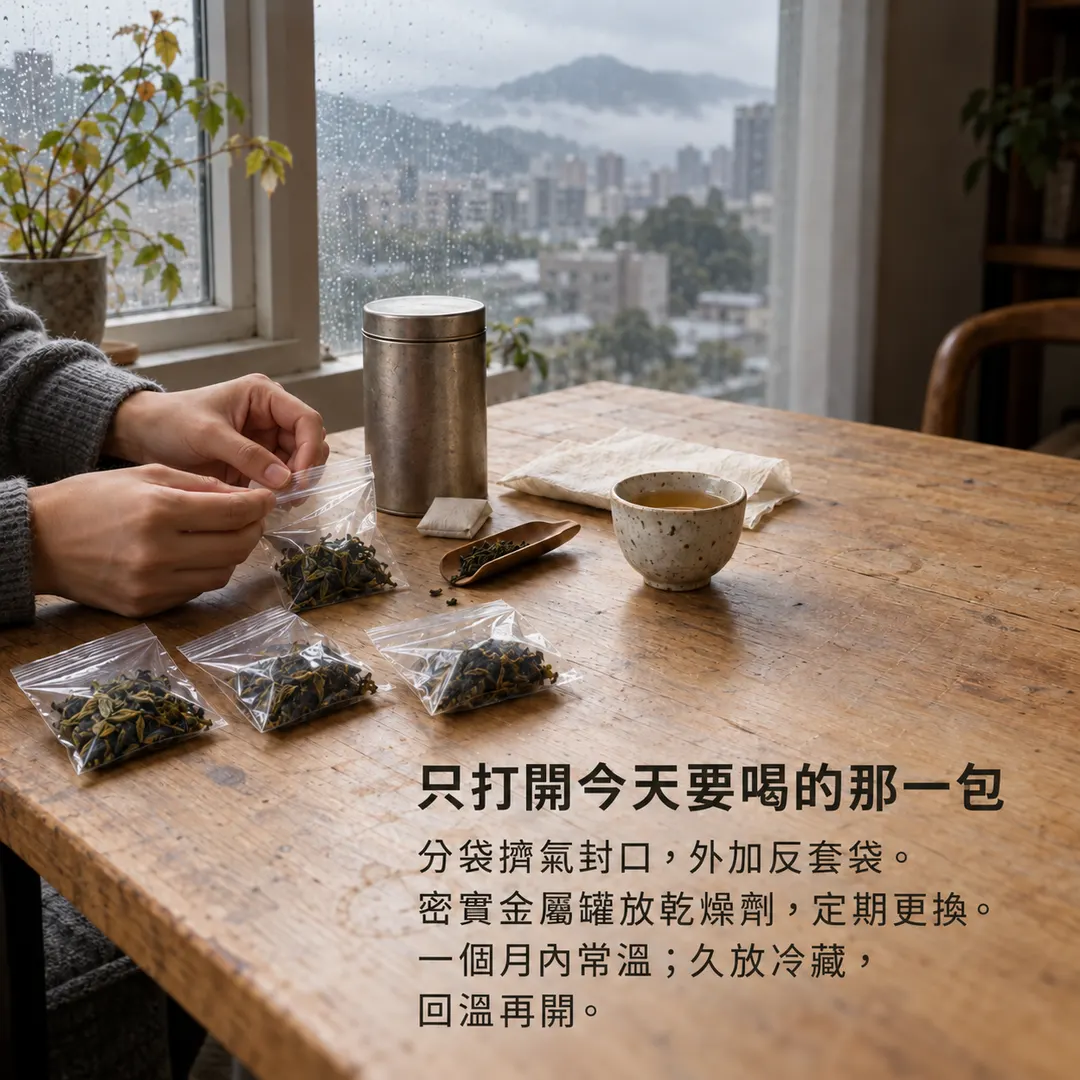 只打開今天要喝的那一包
分袋擠氣封口，外加反套袋。
密實金屬罐放乾燥劑，定期更換。
一個月內常溫；久放冷藏，
回溫再開。